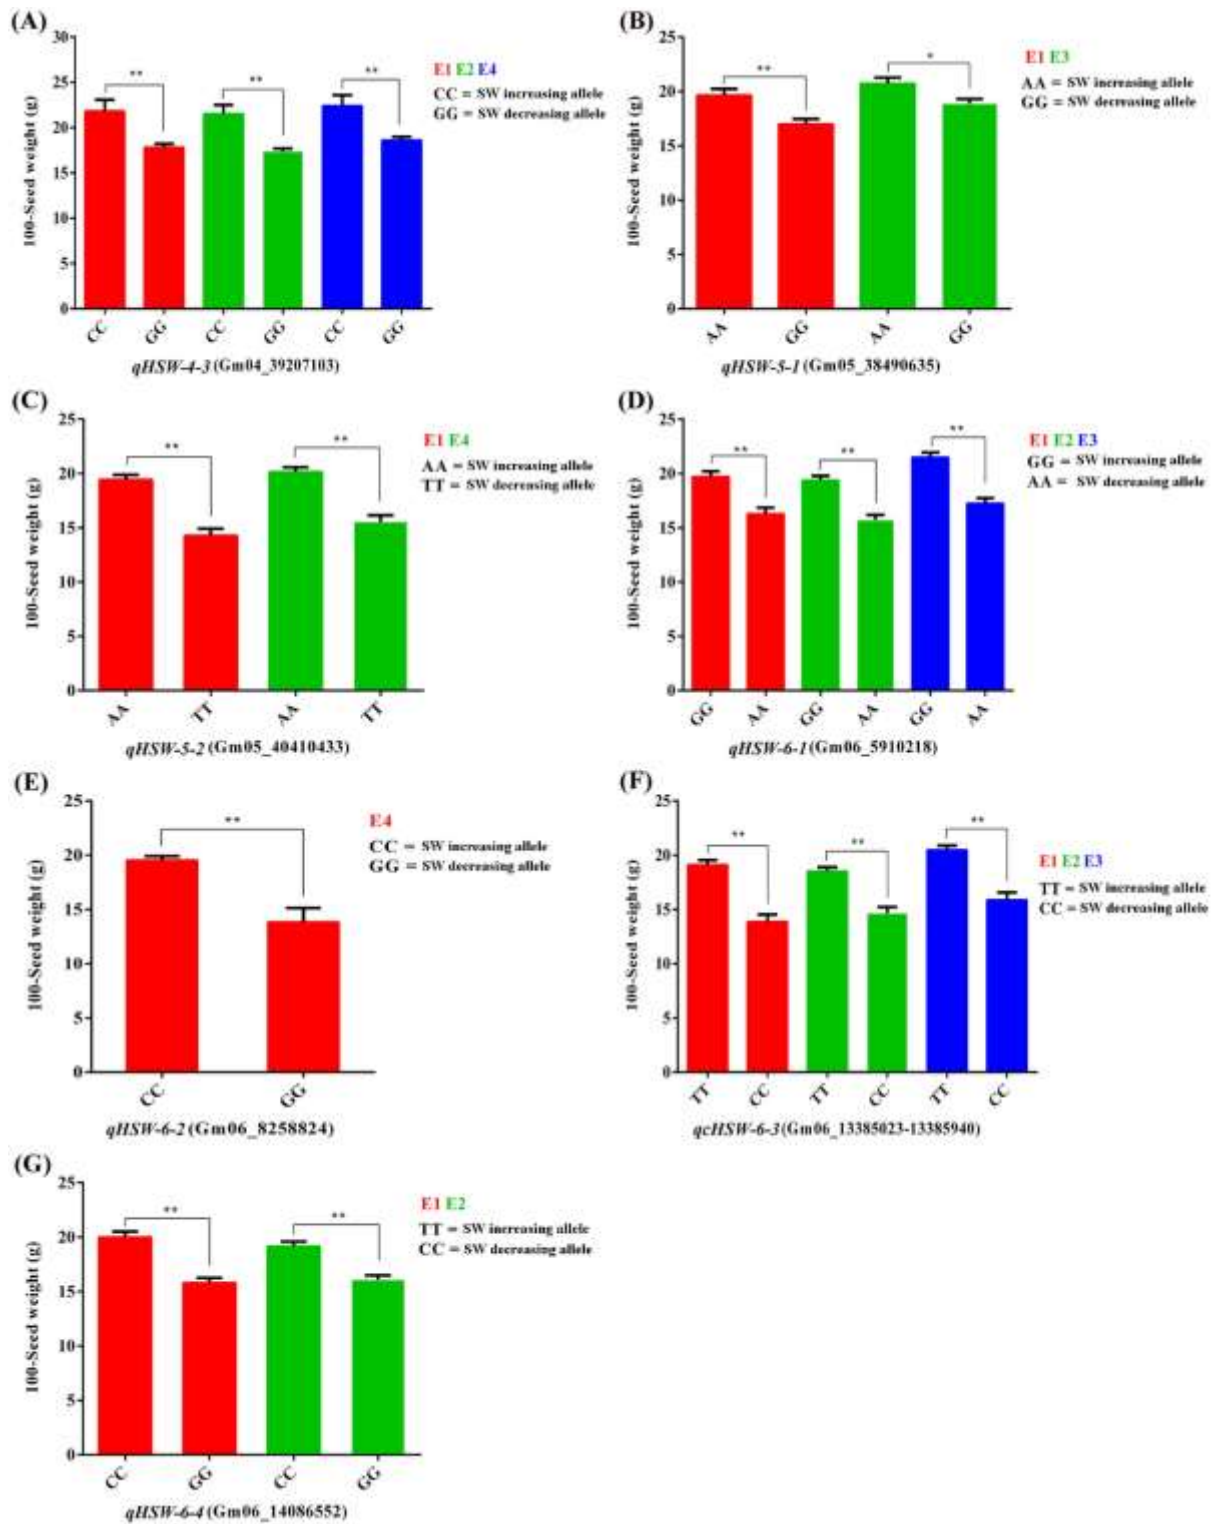 (A)
30
25
20
15
10
5
0
100-Seed weight (g)
** ** **
CC GG CC GG CC GG
qHSW-4-3 (Gm04_39207103)
E1 E2 E4
CC = SW increasing allele
GG = SW decreasing allele
(B)
25
20
15
10
5
0
100-Seed weight (g)
** *
AA GG AA GG
qHSW-5-1 (Gm05_38490635)
E1 E3
AA = SW increasing allele
GG = SW decreasing allele
(C)
25
20
15
10
5
0
100-Seed weight (g)
** **
AA TT AA TT
qHSW-5-2 (Gm05_40410433)
E1 E4
AA = SW increasing allele
TT = SW decreasing allele
(D)
25
20
15
10
5
0
100-Seed weight (g)
** ** **
GG AA GG AA GG AA
qHSW-6-1 (Gm06_5910218)
E1 E2 E3
GG = SW increasing allele
AA = SW decreasing allele
(E)
25
20
15
10
5
0
100-Seed weight (g)
**
CC GG
qHSW-6-2 (Gm06_8258824)
E4
CC = SW increasing allele
GG = SW decreasing allele
(F)
25
20
15
10
5
0
100-Seed weight (g)
** ** **
TT CC TT CC TT CC
qcHSW-6-3 (Gm06_13385023-13385940)
E1 E2 E3
TT = SW increasing allele
CC = SW decreasing allele
(G)
25
20
15
10
5
0
100-Seed weight (g)
** **
CC GG CC GG
qHSW-6-4 (Gm06_14086552)
E1 E2
TT = SW increasing allele
CC = SW decreasing allele